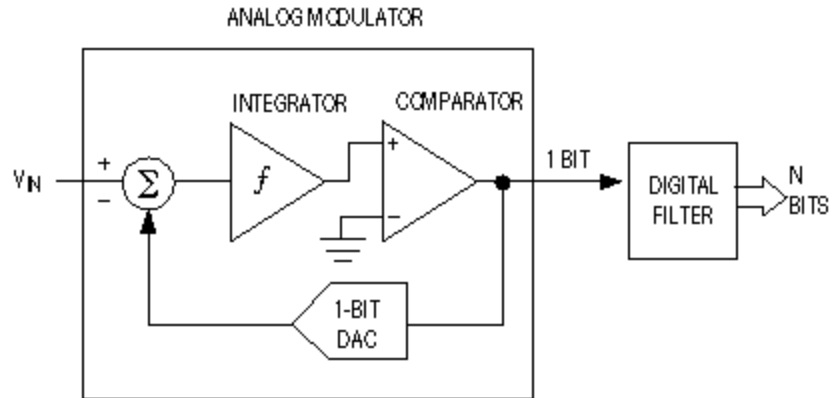 ANALOG MODULATOR
INTEGRATOR
COMPARATOR
+
-
VIN
Σ
f
+
-
1 BIT
DIGITAL
FILTER
N
BITS
1-BIT
DAC